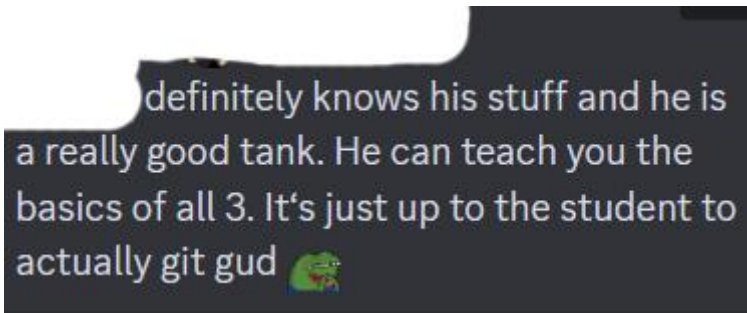 definitely knows his stuff and he is
a really good tank. He can teach you the
basics of all 3. It‘s just up to the student to
actually git gud